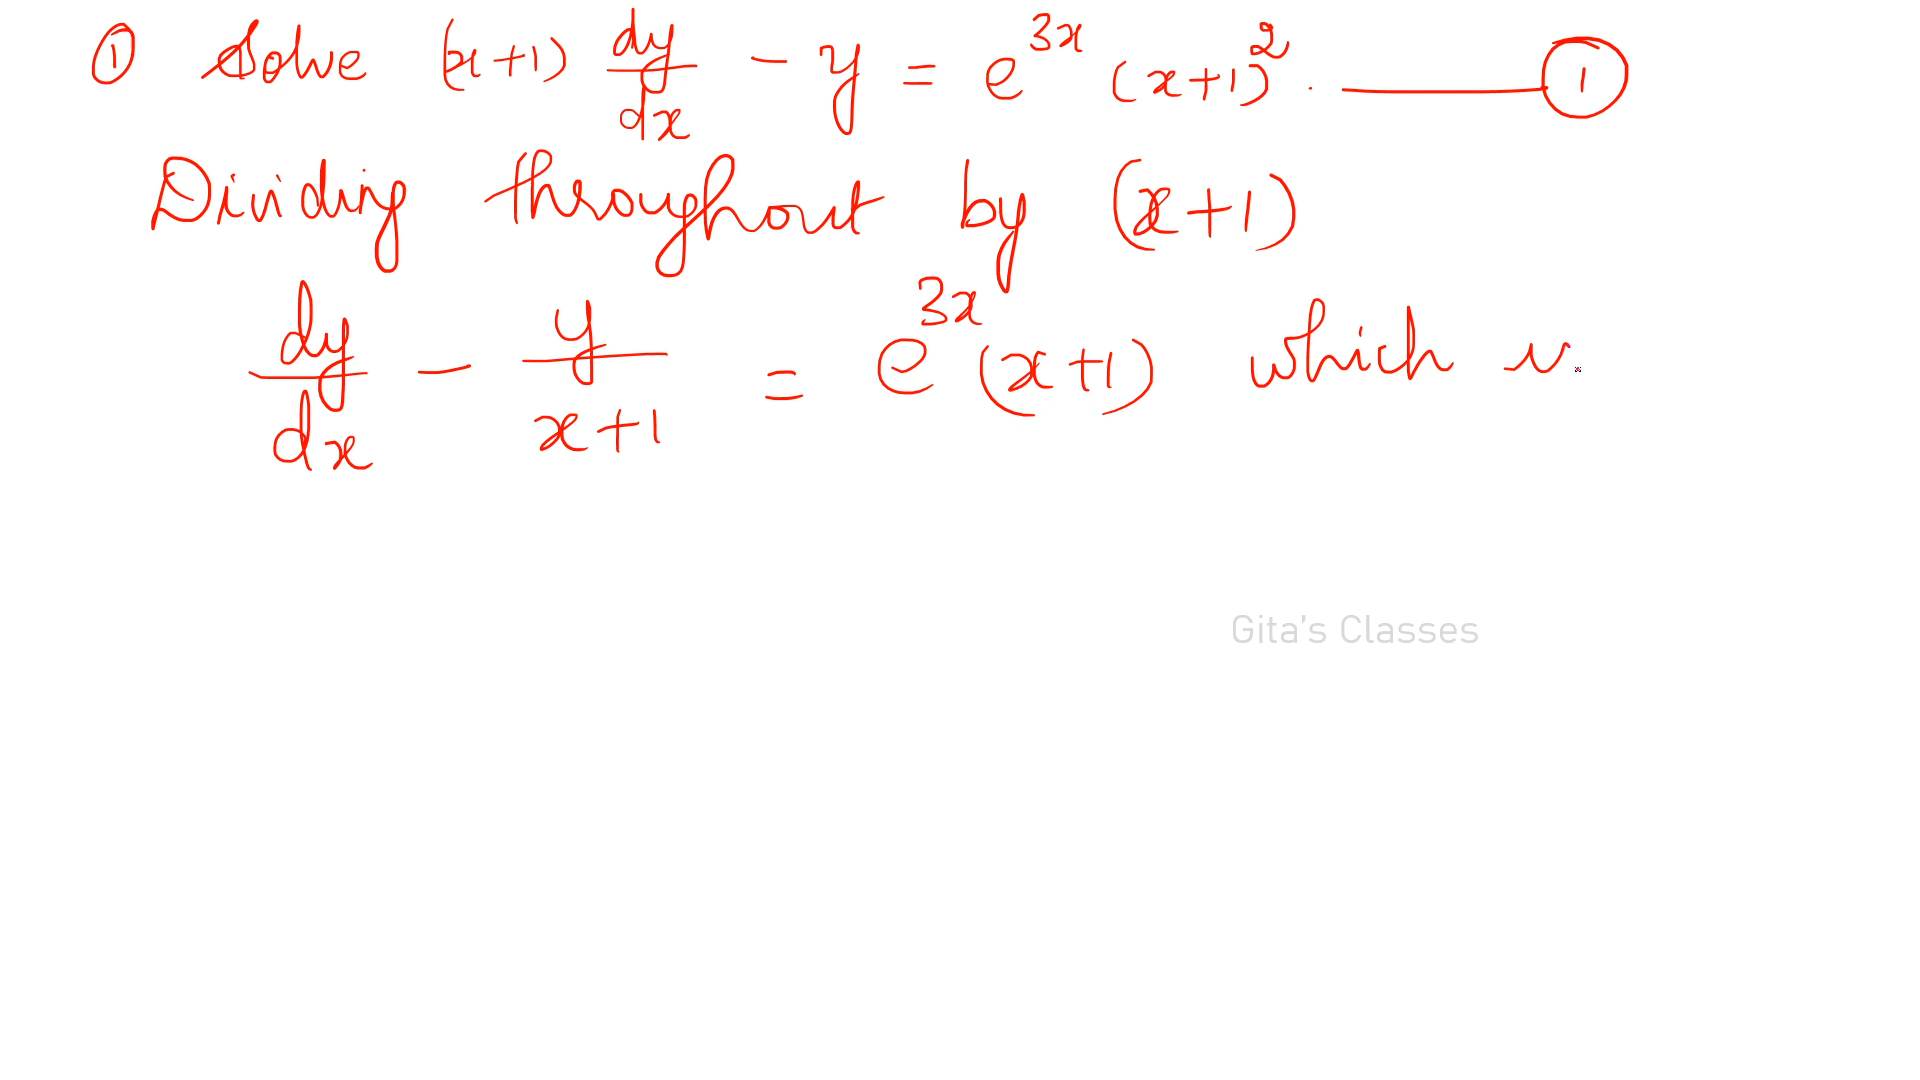 ① Solve (x+1) dy/dx - y = e^{3x} (x+1)^2. ———①
Dividing throughout by (x+1)
dy/dx - y/(x+1) = e^{3x} (x+1) which is
Gita's Classes